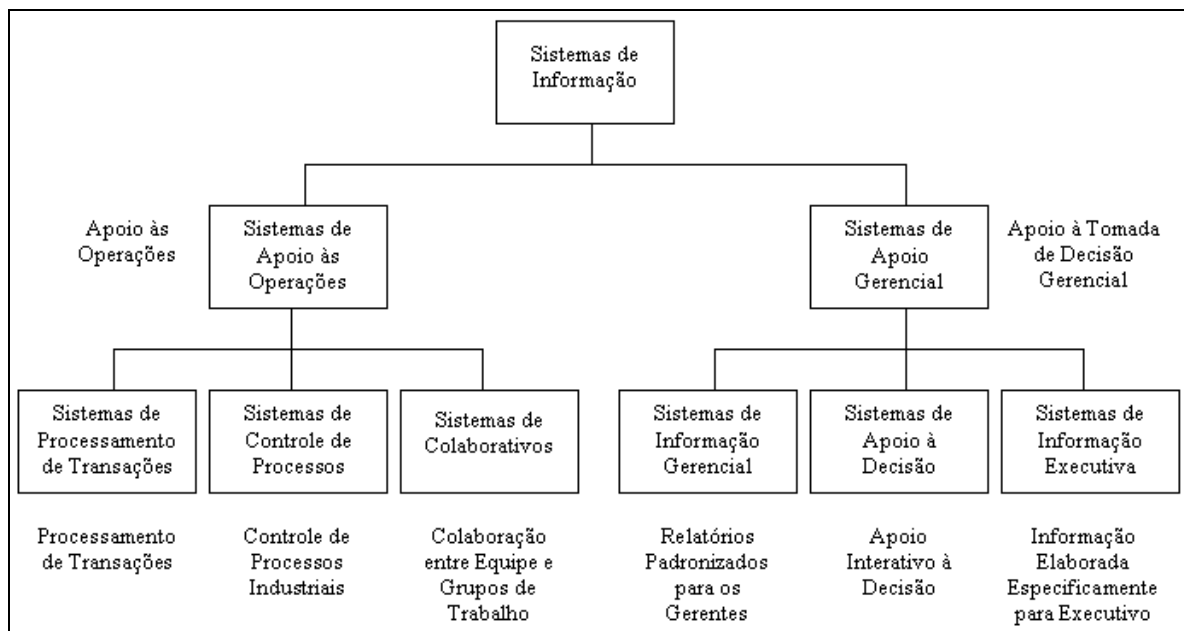 Sistemas de
Informação
Apoio às
Operações
Sistemas de
Apoio às
Operações
Sistemas de
Apoio
Gerencial
Apoio à Tomada
de Decisão
Gerencial
Sistemas de
Processamento
de Transações
Sistemas de
Controle de
Processos
Sistemas de
Colaborativos
Sistemas de
Informação
Gerencial
Sistemas de
Apoio à
Decisão
Sistemas de
Informação
Executiva
Processamento
de Transações
Controle de
Processos
Industriais
Colaboração
entre Equipe e
Grupos de
Trabalho
Relatórios
Padronizados
para os
Gerentes
Apoio
Interativo à
Decisão
Informação
Elaborada
Especificamente
para Executivo